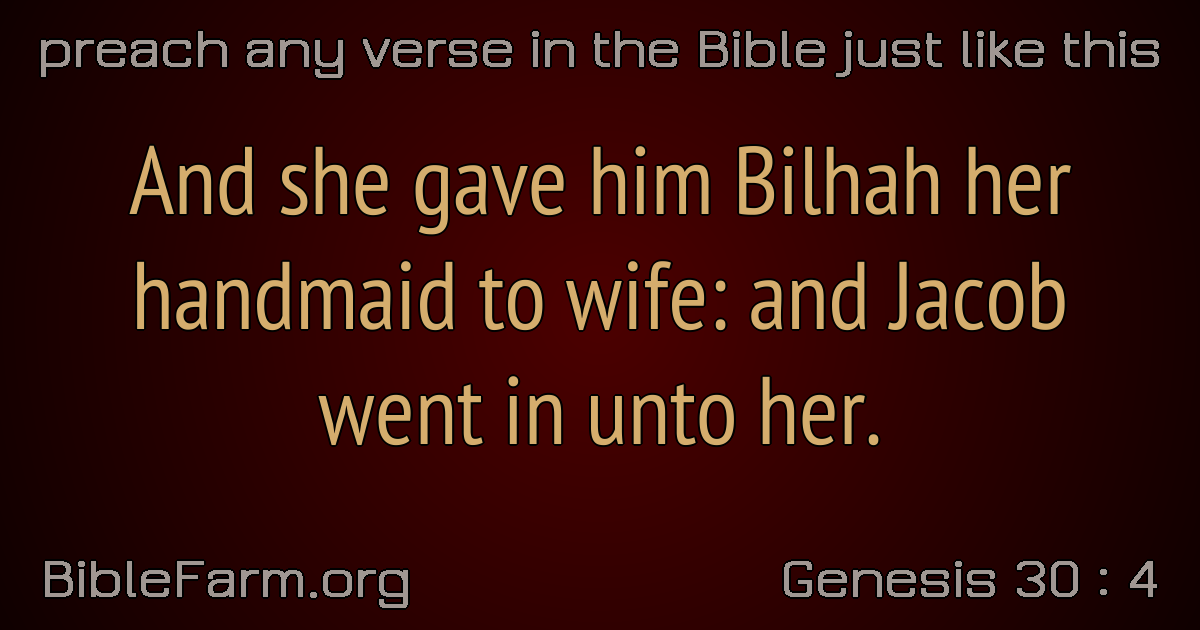 preach any verse in the Bible just like this
And she gave him Bilhah her
handmaid to wife: and Jacob
went in unto her.
BibleFarm.org
Genesis 30 : 4